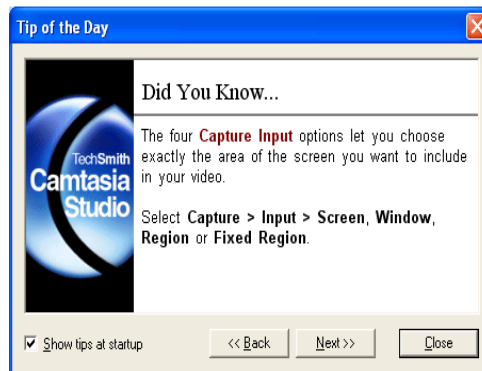 Tip of the Day
Did You Know...
TechSmith
Camtasia
Studio
The four Capture Input options let you choose
exactly the area of the screen you want to include
in your video.
Select Capture > Input > Screen, Window,
Region or Fixed Region.
Show tips at startup
<< Back
Next >>
Close